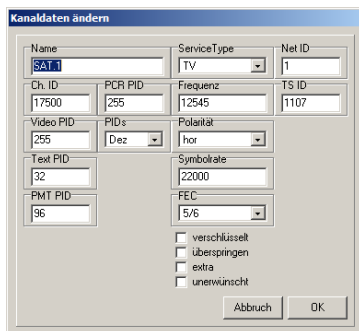 Kanaldaten ändern
Name ServiceType Net ID
SAT.1 TV 1
Ch. ID PCR PID Frequenz TS ID
17500 255 12545 1107
Video PID PIDs Polarität
255 Dez hor
Text PID Symbolrate
32 22000
PMT PID FEC
96 5/6
verschlüsselt
überspringen
extra
unerwünscht
Abbruch OK